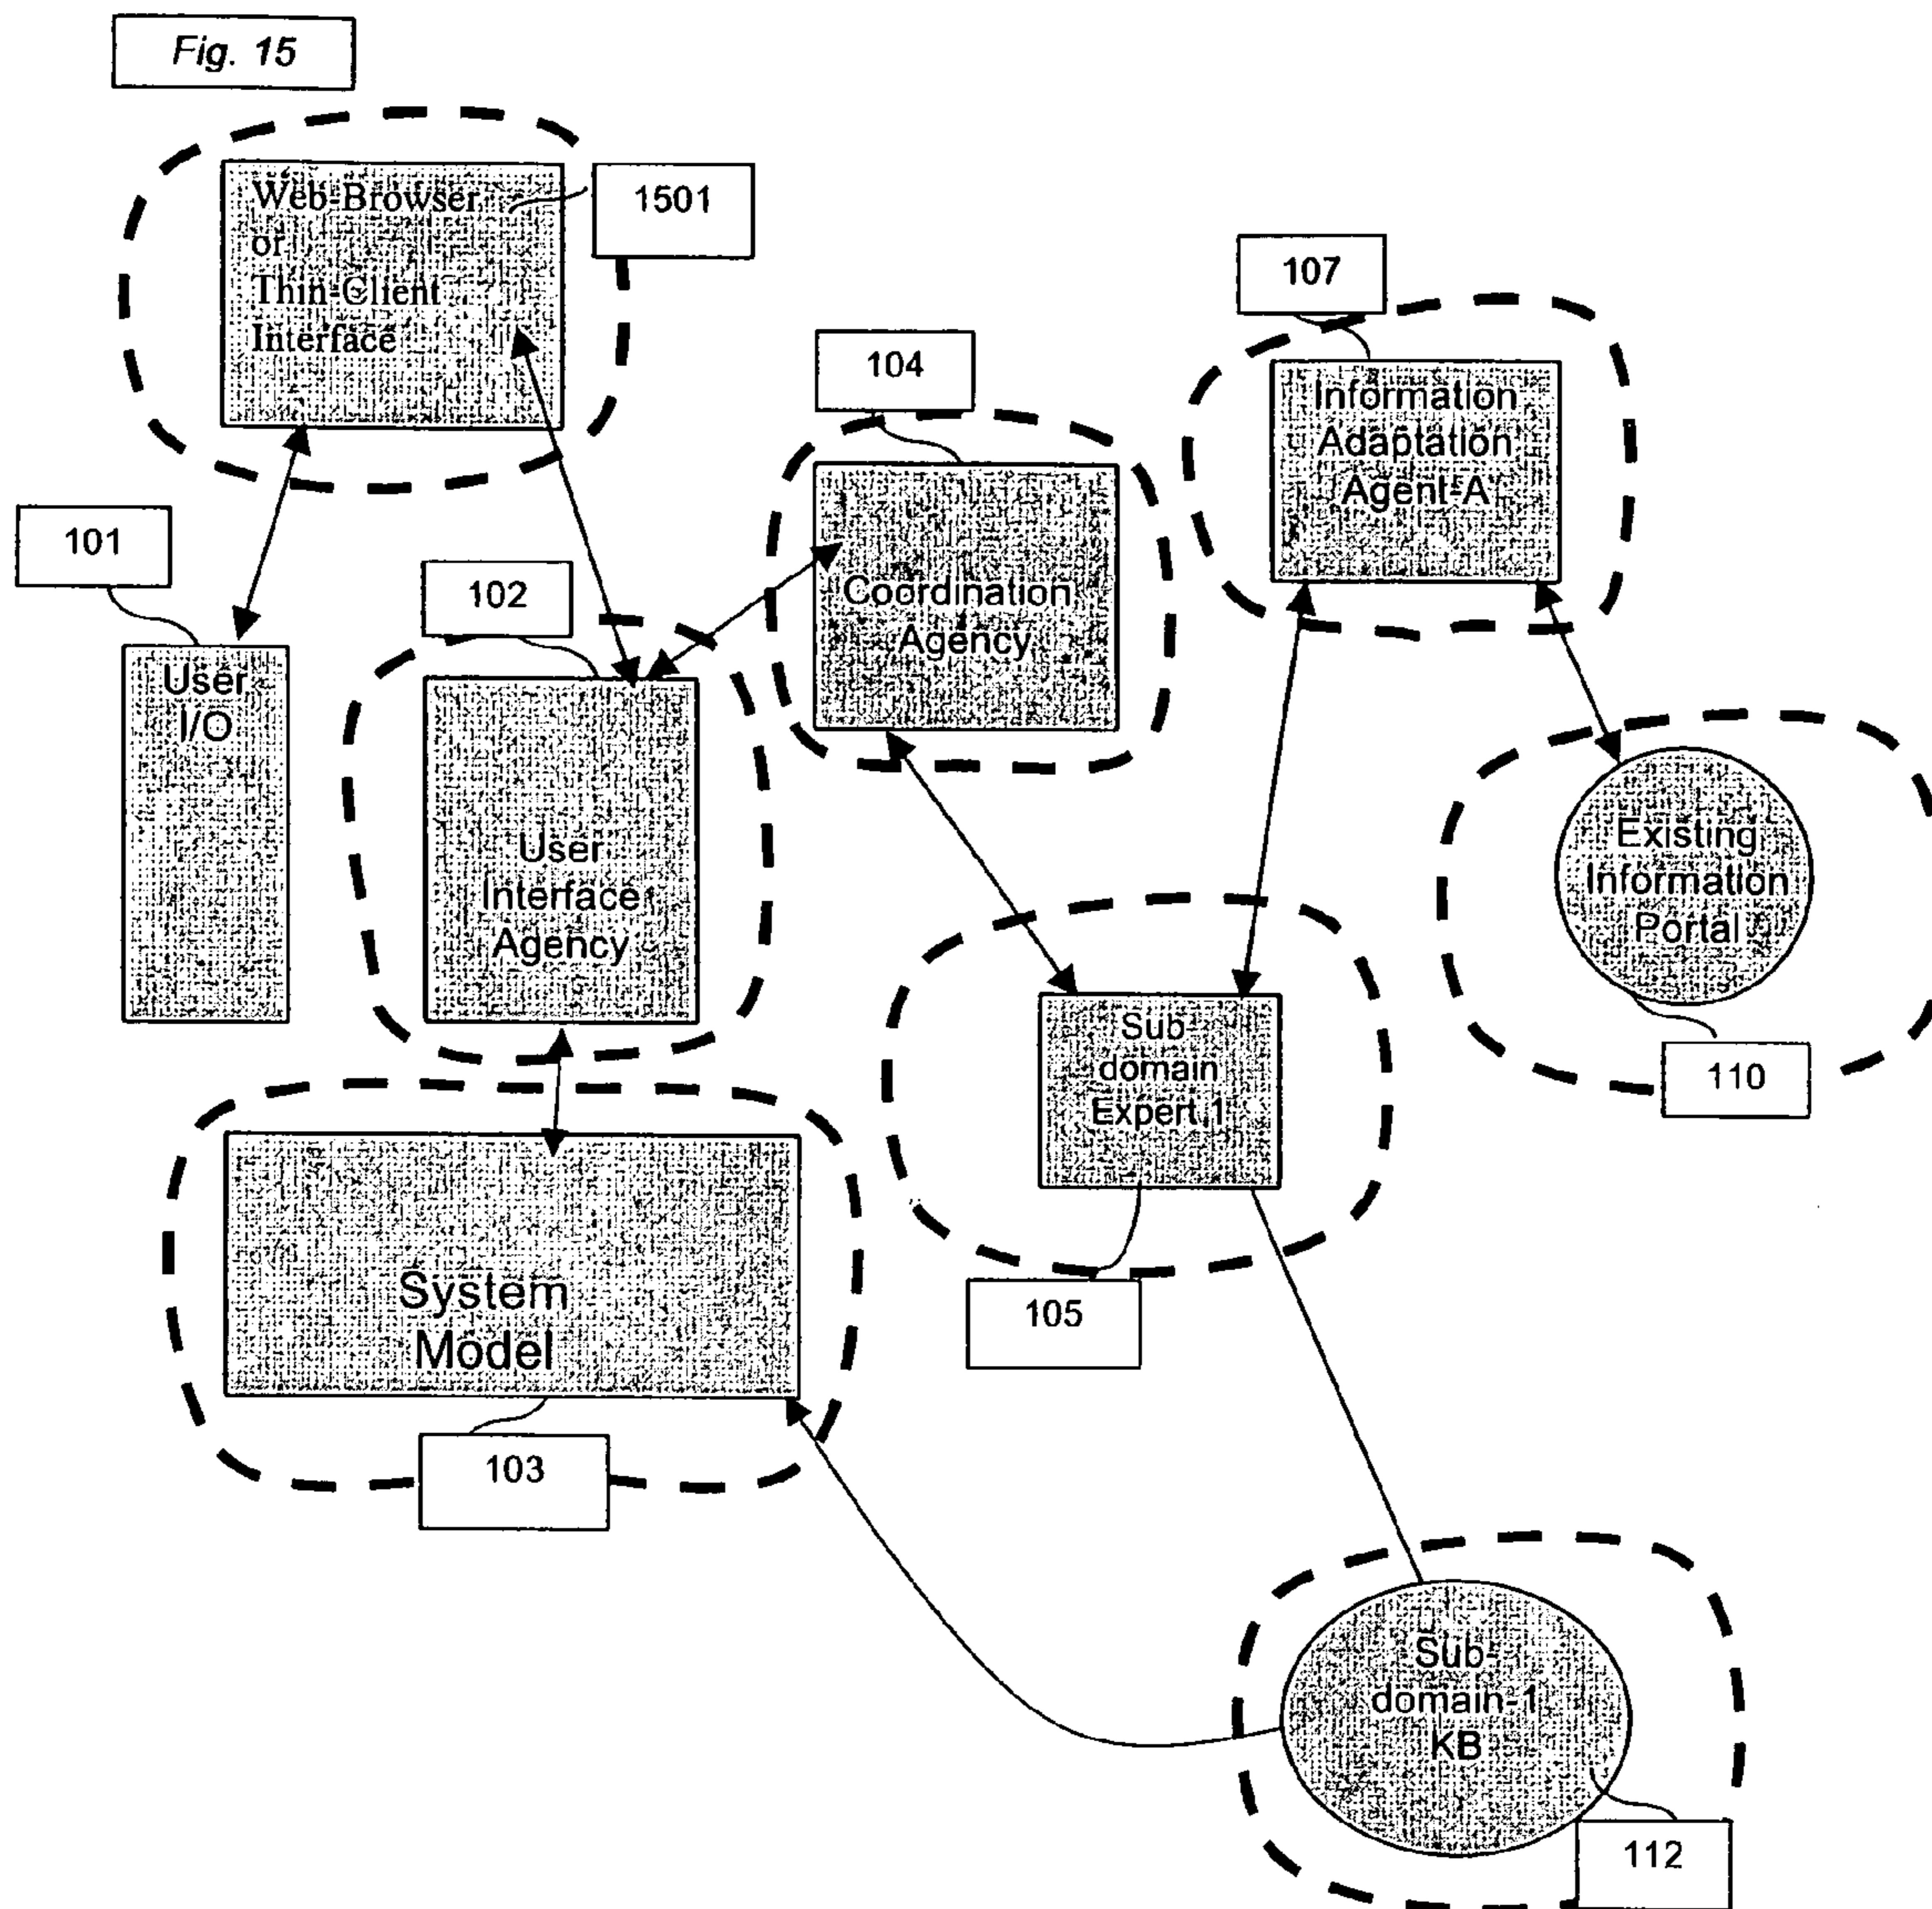 Fig. 15
Web-Browser
or
Thin-Client
Interface
1501
107
104
Information
Adaptation
Agent-A
101
102
Coordination
Agency
User
I/O
User
Interface
Agency
Existing
Information
Portal
Sub-
domain
Expert 1
110
System
Model
105
103
Sub-
domain-1
KB
112